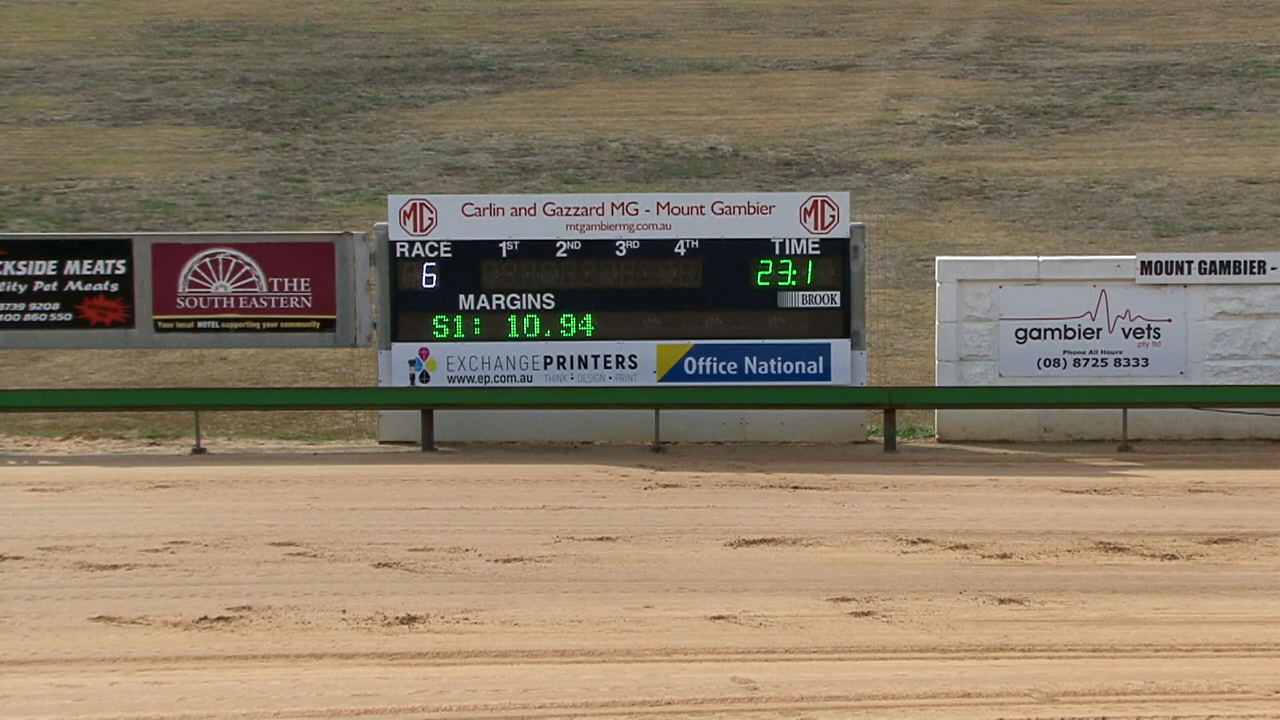 MG Carlin and Gazzard MG - Mount Gambier MG
mtgambiermg.com.au
RACE 1ST 2ND 3RD 4TH TIME
6 23:1
MARGINS BROOK
S1: 10.94
EXCHANGEPRINTERS
www.ep.com.au THINK • DESIGN • PRINT
Office National
CKSIDE MEATS
lity Pet Meats
8739 9208
400 860 550
THE
SOUTH EASTERN
Your local HOTEL supporting your community
MOUNT GAMBIER -
gambier vets
pty ltd
Phone All Hours
(08) 8725 8333